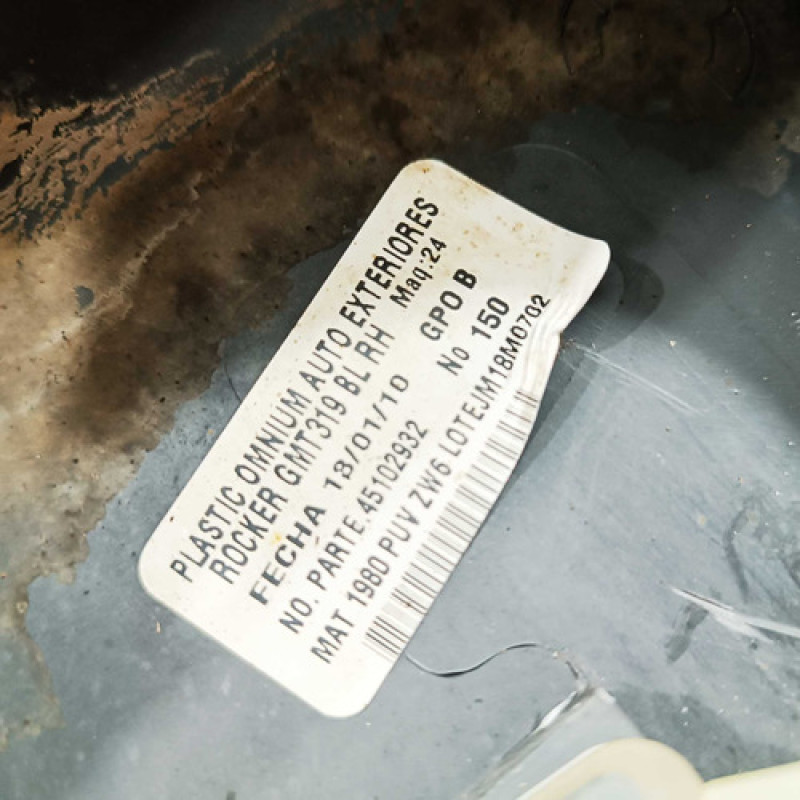 PLASTIC OMNIUM AUTO EXTERIORES
ROCKER GMT319 BL RH Maq:24
FECHA 13/01/10 GPO B
NO. PARTE.45102932 No 150
MAT 1980 PUV ZW6 LOTEJM18M0702